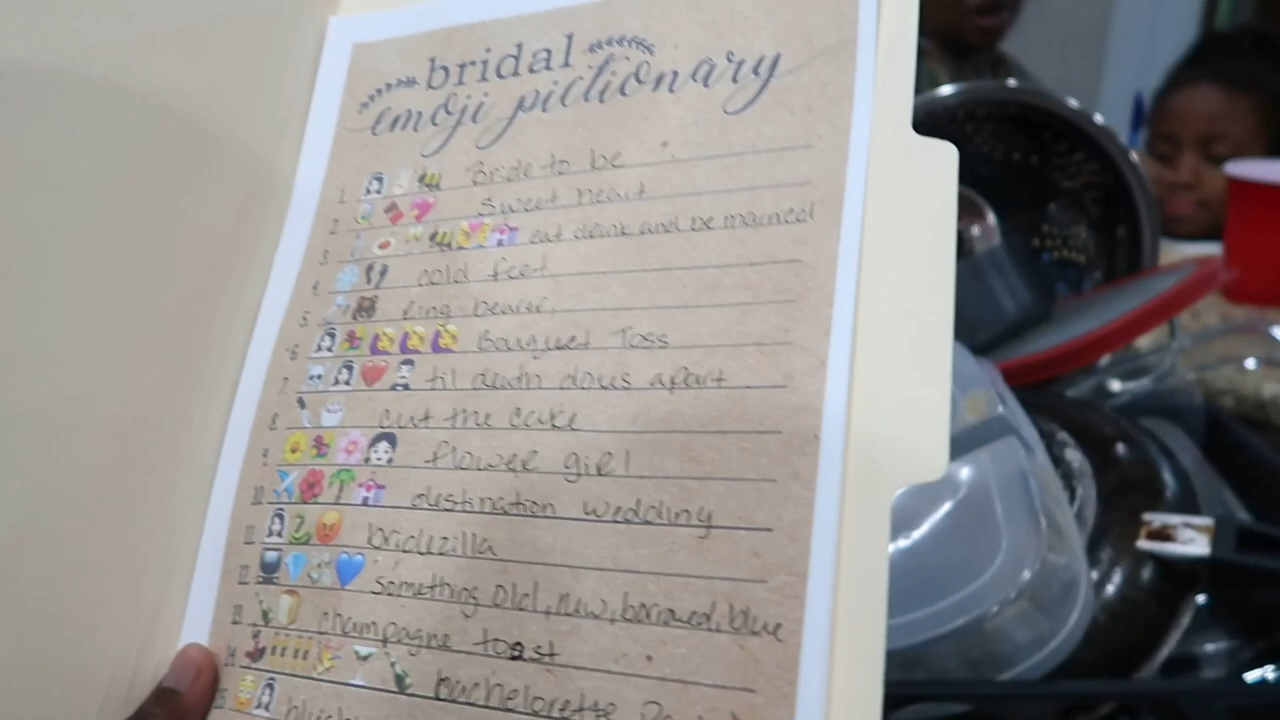 bridal
emoji pictionary
1. Bride to be
2. Sweet heart
3. eat drink and be married
4. cold feet
5. ring bearer
6. Bouquet Toss
7. til death dous apart
8. cut the cake
9. flower girl
10. destination wedding
11. bridezilla
12. something old, new, borrowed, blue
13. champagne toast
14. bachelorette
15.